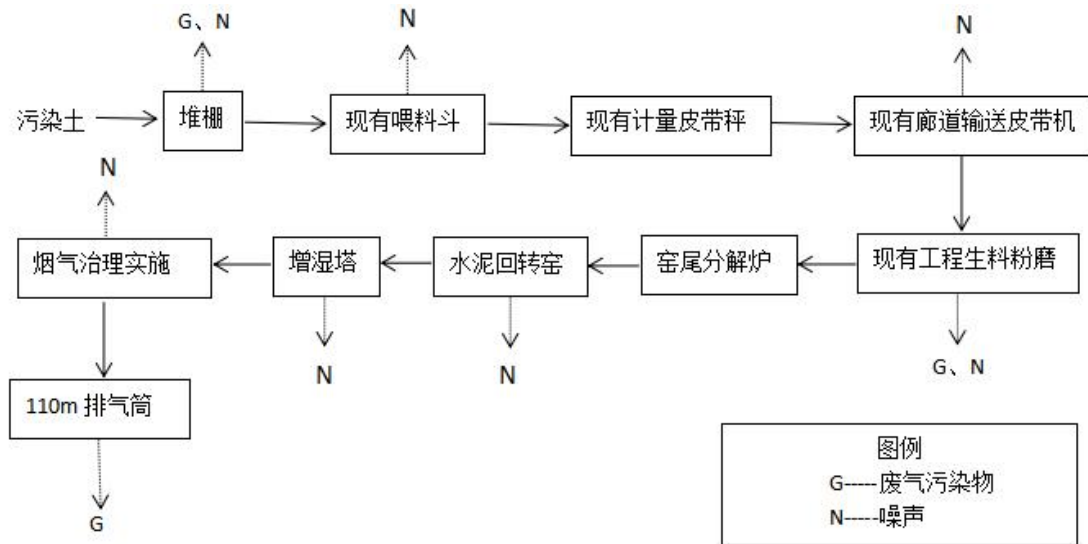 G、N
N
N
污染土
堆棚
现有喂料斗
现有计量皮带秤
现有廊道输送皮带机
N
烟气治理实施
增湿塔
水泥回转窑
窑尾分解炉
现有工程生料粉磨
N
N
G、N
110m 排气筒
G
图例
G-----废气污染物
N-----噪声